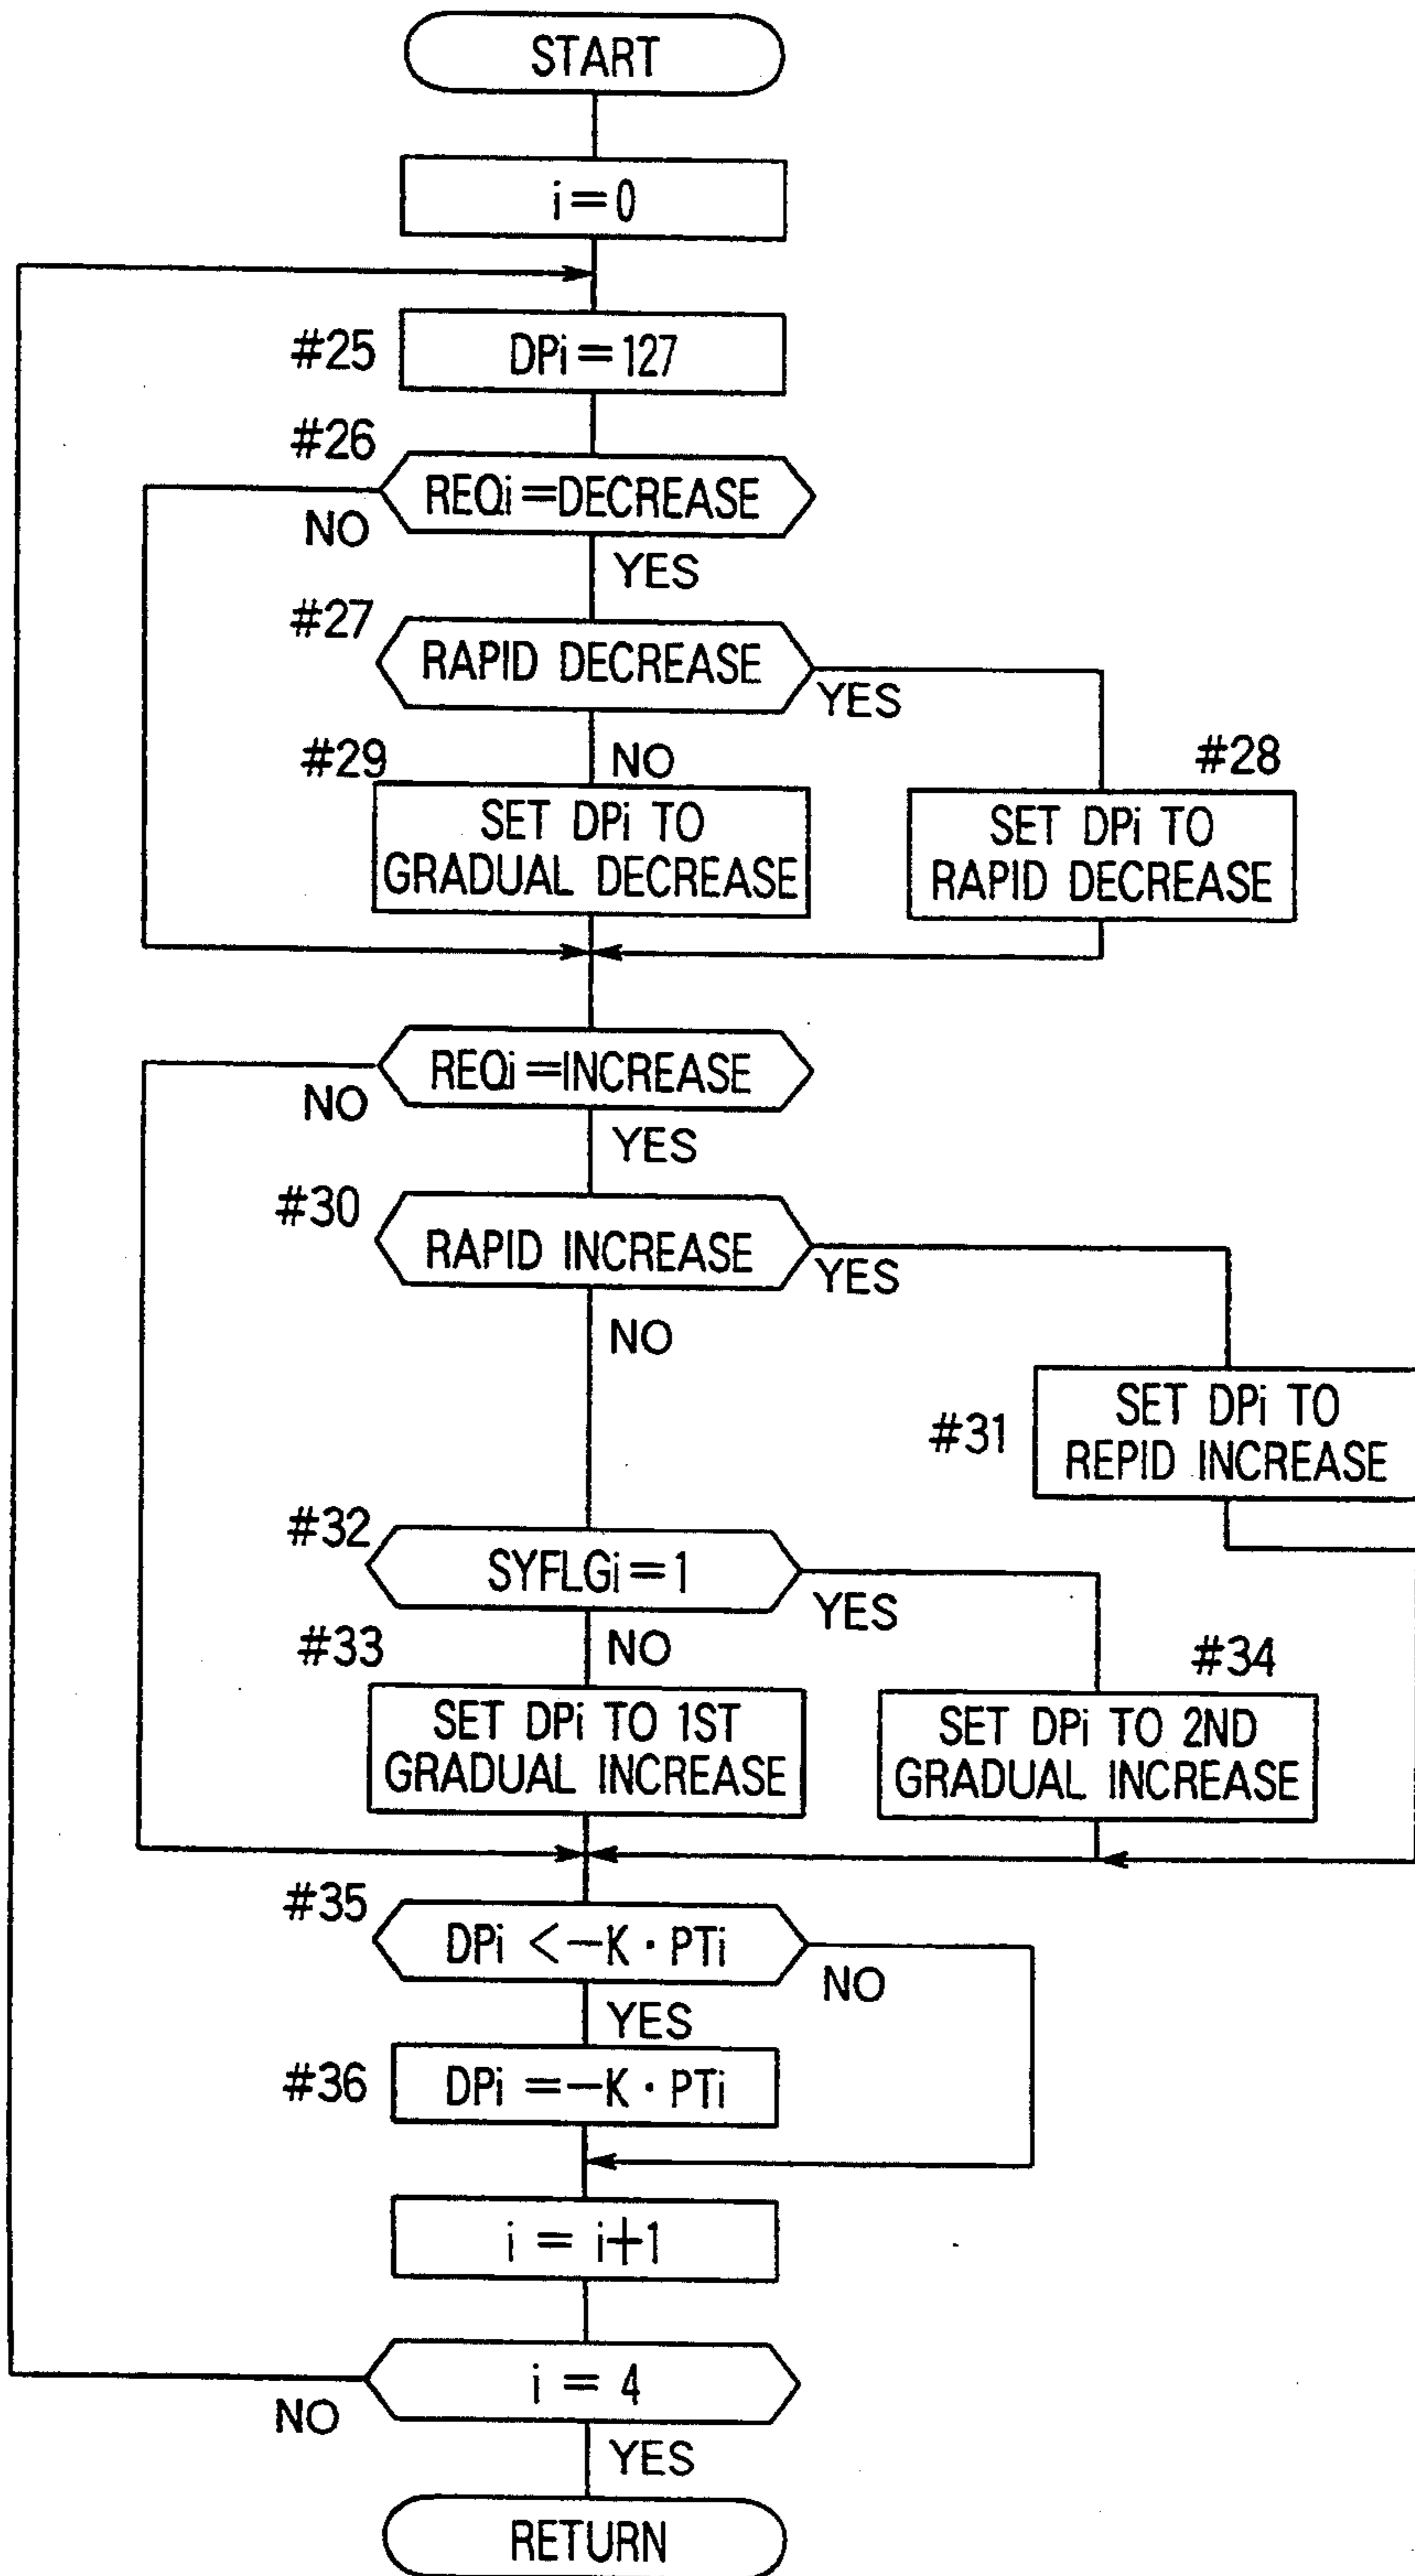 START
i=0
#25
DPi=127
#26
REQi=DECREASE
NO
YES
#27
RAPID DECREASE
YES
#29
NO
#28
SET DPi TO
GRADUAL DECREASE
SET DPi TO
RAPID DECREASE
REQi=INCREASE
NO
YES
#30
RAPID INCREASE
YES
NO
#31
SET DPi TO
REPID INCREASE
#32
SYFLGi=1
YES
#33
NO
#34
SET DPi TO 1ST
GRADUAL INCREASE
SET DPi TO 2ND
GRADUAL INCREASE
#35
DPi <-K·PTi
NO
YES
#36
DPi =-K·PTi
i = i+1
i = 4
NO
YES
RETURN